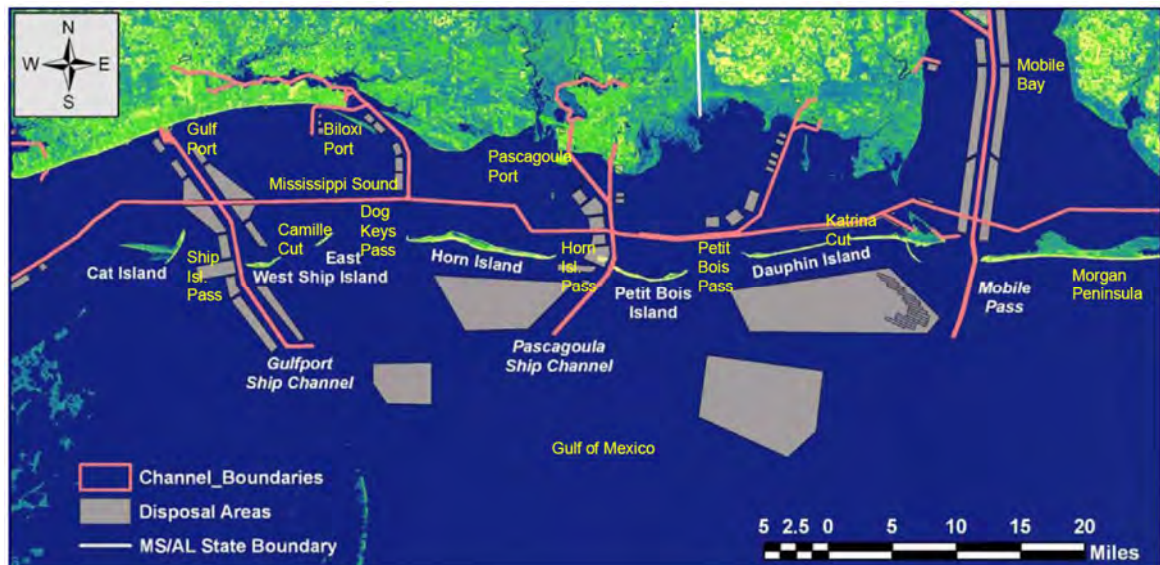 N
W E
S
Gulf
Port
Biloxi
Port
Mississippi Sound
Pascagoula
Port
Mobile
Bay
Cat Island
Ship
Isl.
Pass
Camille
Cut
East
West Ship Island
Dog
Keys
Pass
Horn Island
Horn
Isl.
Pass
Petit Bois
Island
Petit
Bois
Pass
Dauphin Island
Katrina
Cut
Mobile
Pass
Morgan
Peninsula
Gulfport
Ship Channel
Pascagoula
Ship Channel
Gulf of Mexico
Channel_Boundaries
Disposal Areas
MS/AL State Boundary
5 2.5 0 5 10 15 20
Miles